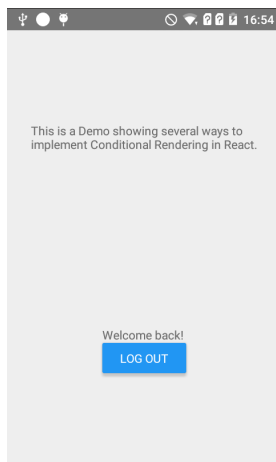 16:54
This is a Demo showing several ways to
implement Conditional Rendering in React.
Welcome back!
LOG OUT